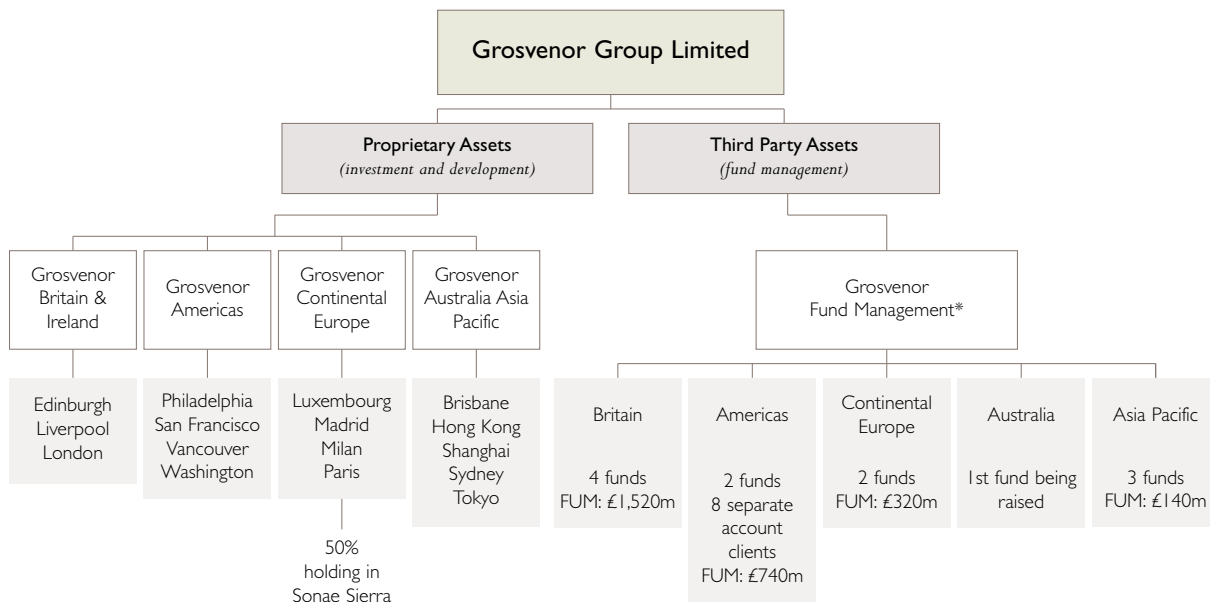 Grosvenor Group Limited
Proprietary Assets
(investment and development)
Third Party Assets
(fund management)
Grosvenor
Britain &
Ireland
Grosvenor
Americas
Grosvenor
Continental
Europe
Grosvenor
Australia Asia
Pacific
Grosvenor
Fund Management*
Edinburgh
Liverpool
London
Philadelphia
San Francisco
Vancouver
Washington
Luxembourg
Madrid
Milan
Paris
50%
holding in
Sonae Sierra
Brisbane
Hong Kong
Shanghai
Sydney
Tokyo
Britain
4 funds
FUM: £1,520m
Americas
2 funds
8 separate
account
clients
FUM: £740m
Continental
Europe
2 funds
FUM: £320m
Australia
1st fund being
raised
Asia Pacific
3 funds
FUM: £140m